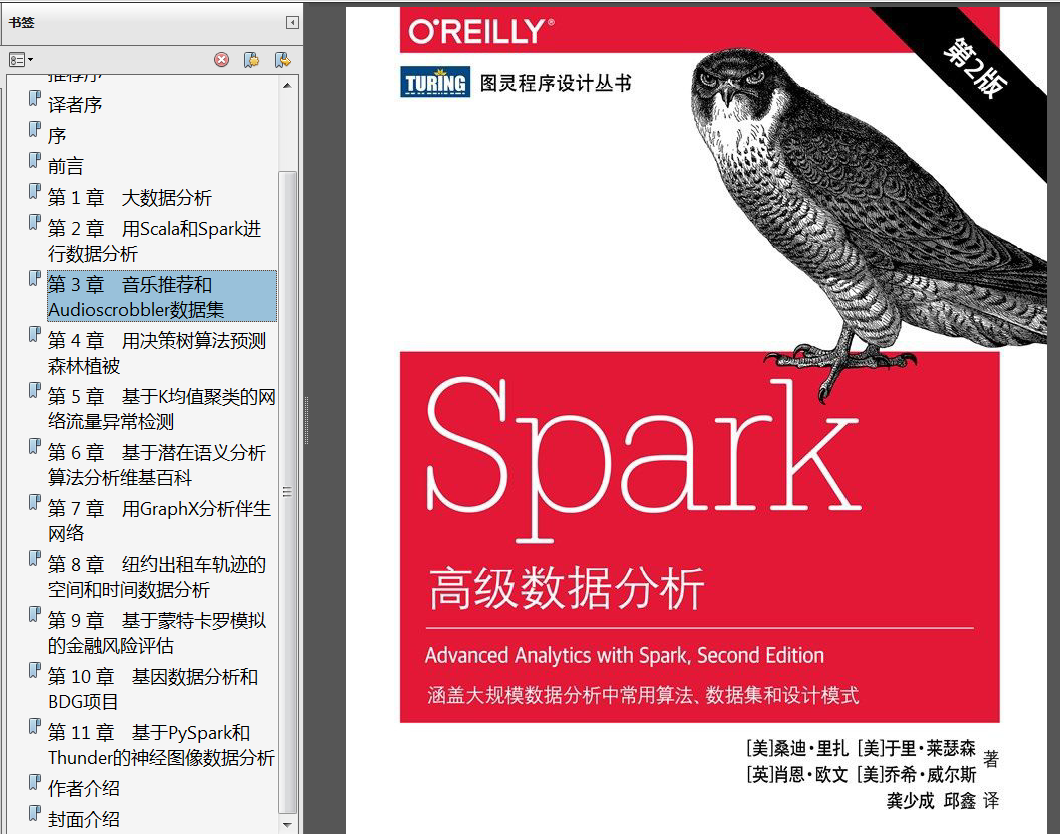 书签
推荐序
译者序
序
前言
第 1 章 大数据分析
第 2 章 用Scala和Spark进
行数据分析
第 3 章 音乐推荐和
Audioscrobbler数据集
第 4 章 用决策树算法预测
森林植被
第 5 章 基于K均值聚类的网
络流量异常检测
第 6 章 基于潜在语义分析
算法分析维基百科
第 7 章 用GraphX分析伴生
网络
第 8 章 纽约出租车轨迹的
空间和时间数据分析
第 9 章 基于蒙特卡罗模拟
的金融风险评估
第 10 章 基因数据分析和
BDG项目
第 11 章 基于PySpark和
Thunder的神经图像数据分析
作者介绍
封面介绍
O'REILLY®
TURING 图灵程序设计丛书
第2版
Spark
高级数据分析
Advanced Analytics with Spark, Second Edition
涵盖大规模数据分析中常用算法、数据集和设计模式
[美]桑迪·里扎 [美]于里·莱瑟森
[英]肖恩·欧文 [美]乔希·威尔斯
著
龚少成 邱鑫 译